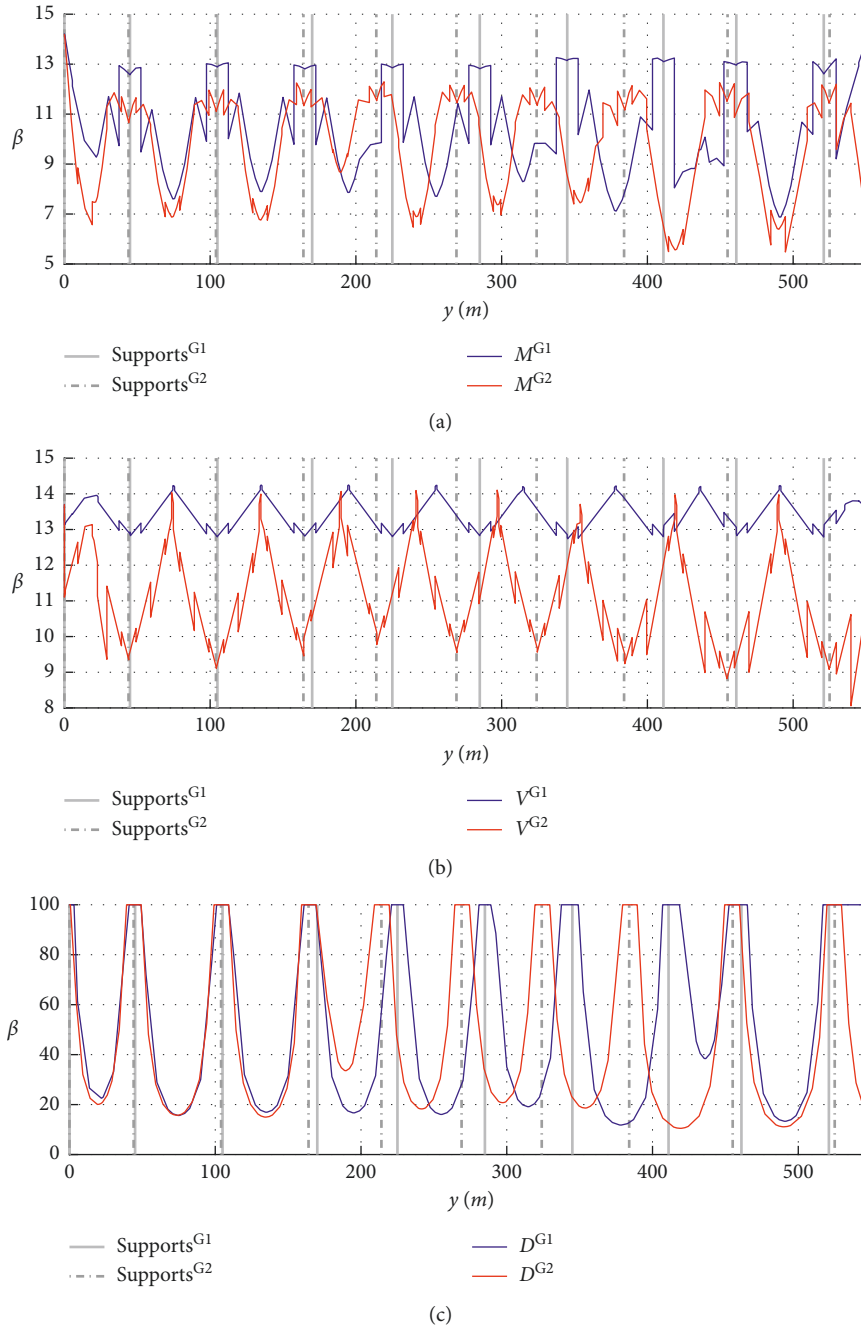 15
13
11
β
9
7
5
0 100 200 300 400 500
y (m)
Supports^G1 M^G1
Supports^G2 M^G2
(a)
15
14
13
12
β
11
10
9
8
0 100 200 300 400 500
y (m)
Supports^G1 V^G1
Supports^G2 V^G2
(b)
100
80
60
β
40
20
0
0 100 200 300 400 500
y (m)
Supports^G1 D^G1
Supports^G2 D^G2
(c)